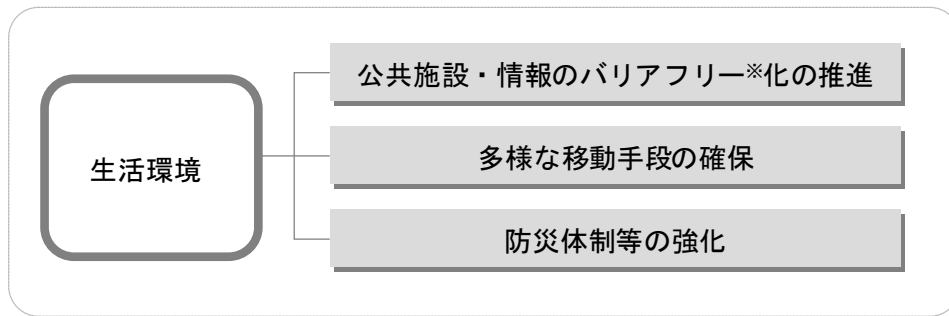 生活環境
公共施設・情報のバリアフリー※化の推進
多様な移動手段の確保
防災体制等の強化